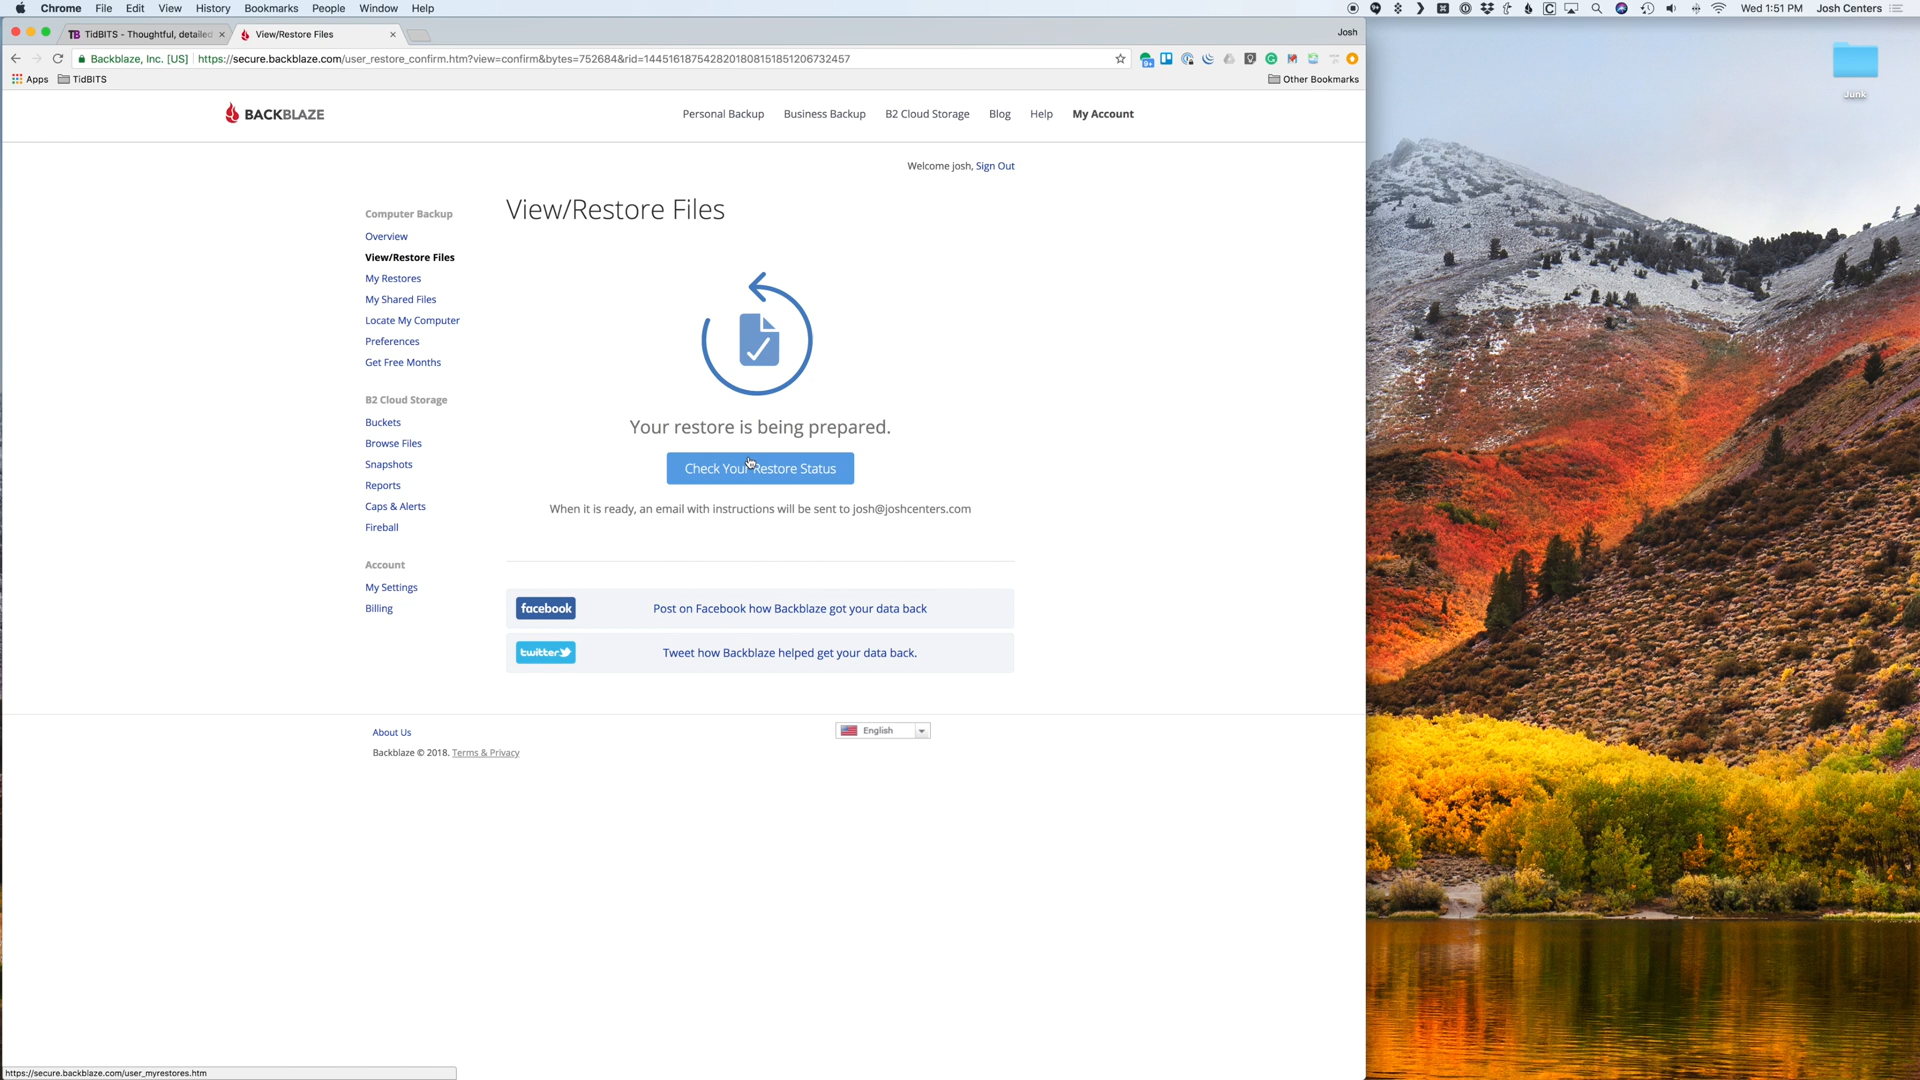 Chrome File Edit View History Bookmarks People Window Help
Wed 1:51 PM Josh Centers
TB TidBITS - Thoughtful, detailed
View/Restore Files
Josh
Backblaze, Inc. [US] https://secure.backblaze.com/user_restore_confirm.htm?view=confirm&bytes=752684&rid=14451618754282018081518512​06732457
Apps TidBITS
Other Bookmarks
Junk
BACKBLAZE
Personal Backup Business Backup B2 Cloud Storage Blog Help My Account
Welcome josh, Sign Out
Computer Backup
Overview
View/Restore Files
My Restores
My Shared Files
Locate My Computer
Preferences
Get Free Months
B2 Cloud Storage
Buckets
Browse Files
Snapshots
Reports
Caps & Alerts
Fireball
Account
My Settings
Billing
View/Restore Files
Your restore is being prepared.
Check Your Restore Status
When it is ready, an email with instructions will be sent to josh@joshcenters.com
facebook Post on Facebook how Backblaze got your data back
twitter Tweet how Backblaze helped get your data back.
About Us
Backblaze © 2018. Terms & Privacy
English
https://secure.backblaze.com/user_myrestores.htm